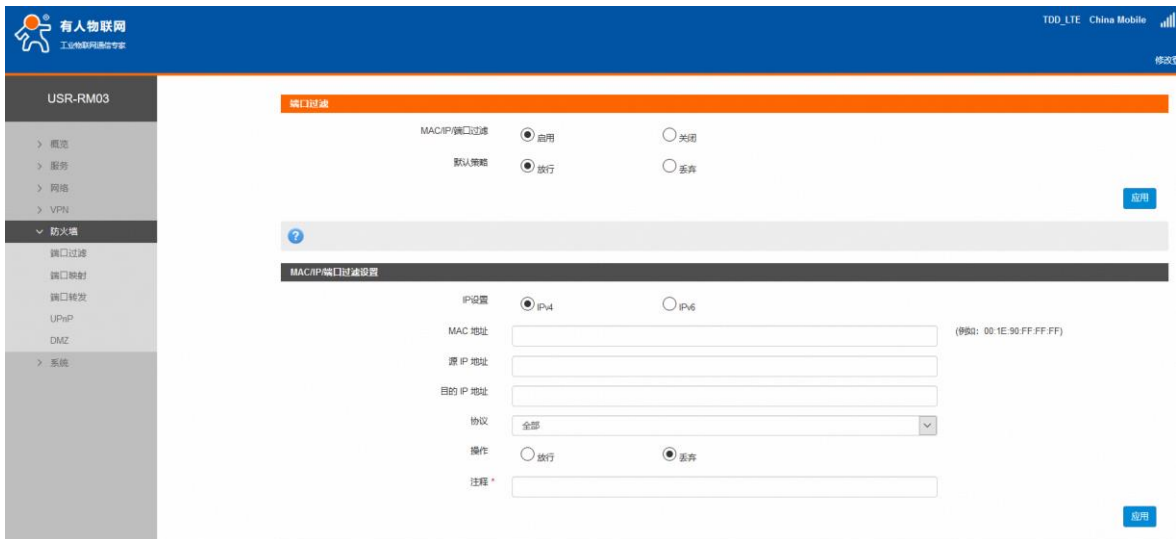 有人物联网
工业物联网通信专家
TDD_LTE China Mobile
USR-RM03
> 概览
> 服务
> 网络
> VPN
防火墙
端口过滤
端口映射
端口转发
UPnP
DMZ
> 系统
端口过滤
MAC/IP/端口过滤 启用 关闭
默认策略 放行 丢弃
应用
?
MAC/IP/端口过滤设置
IP设置 IPv4 IPv6
MAC 地址 (例如: 00:1E:90:FF:FF:FF)
源 IP 地址
目的 IP 地址
协议 全部
操作 放行 丢弃
注释 *
应用